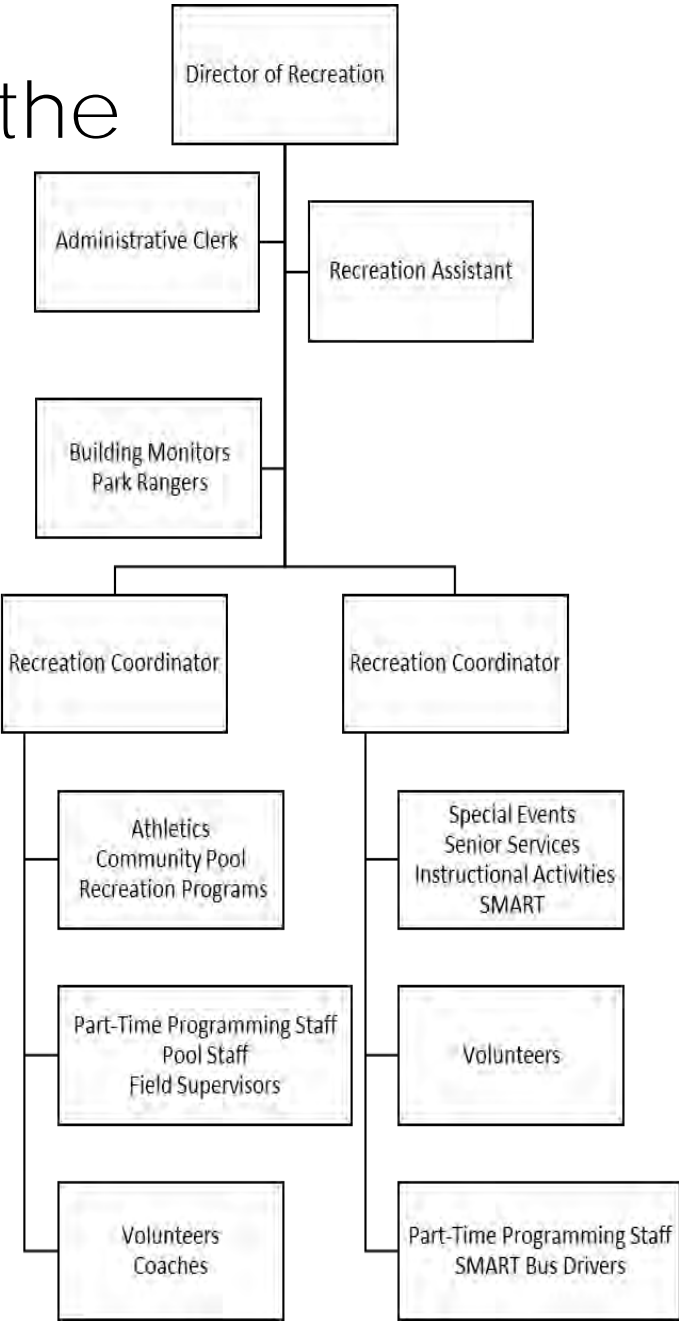 the
Director of Recreation
Administrative Clerk
Recreation Assistant
Building Monitors
Park Rangers
Recreation Coordinator
Recreation Coordinator
Athletics
Community Pool
Recreation Programs
Special Events
Senior Services
Instructional Activities
SMART
Part-Time Programming Staff
Pool Staff
Field Supervisors
Volunteers
Volunteers
Coaches
Part-Time Programming Staff
SMART Bus Drivers